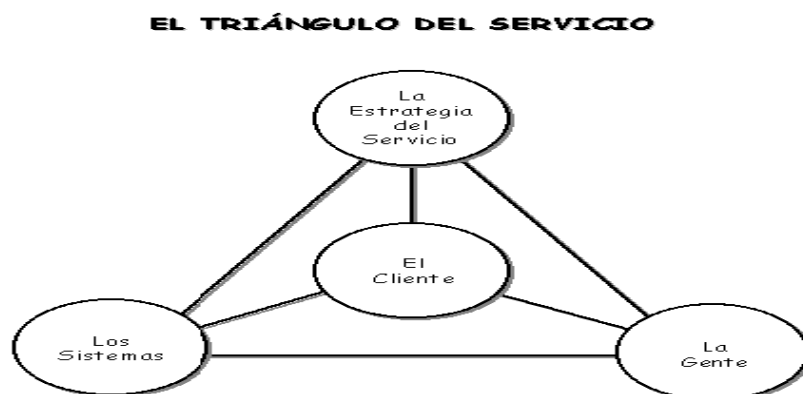 EL TRIÁNGULO DEL SERVICIO
La
Estrategia
del
Servicio
El
Cliente
Los
Sistemas
La
Gente